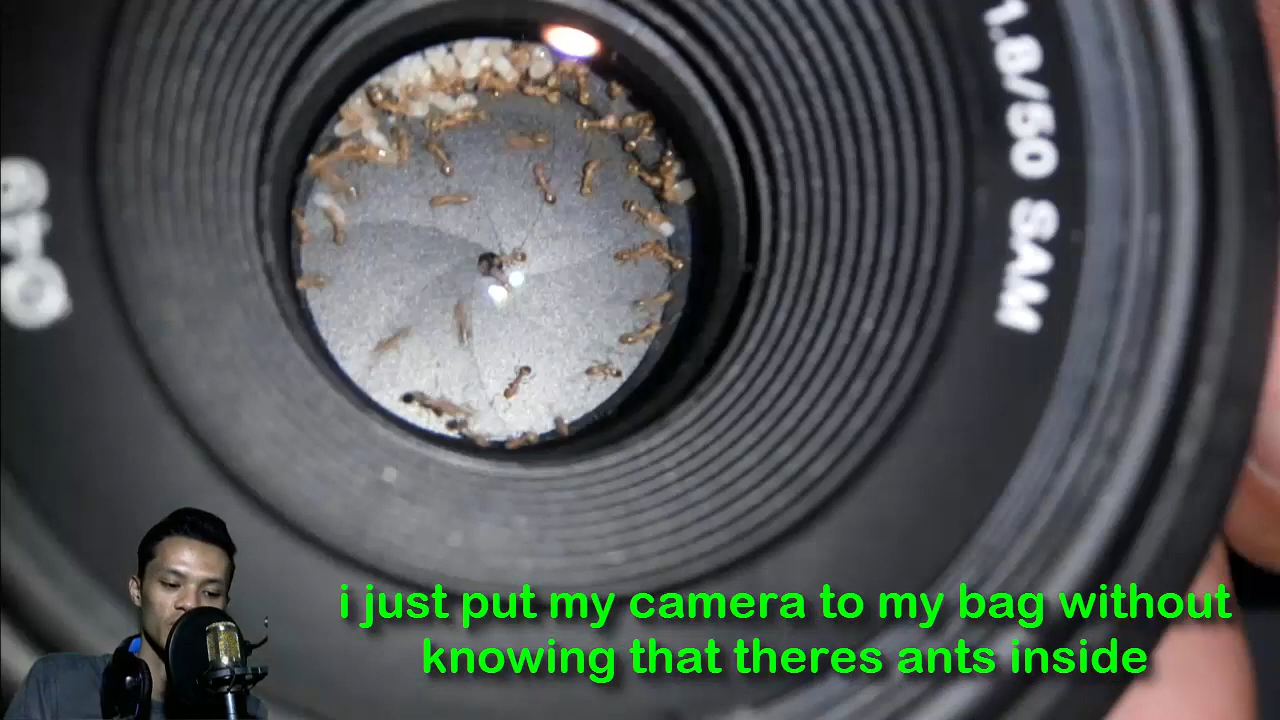 1.8/50 SAM
i just put my camera to my bag without
knowing that theres ants inside